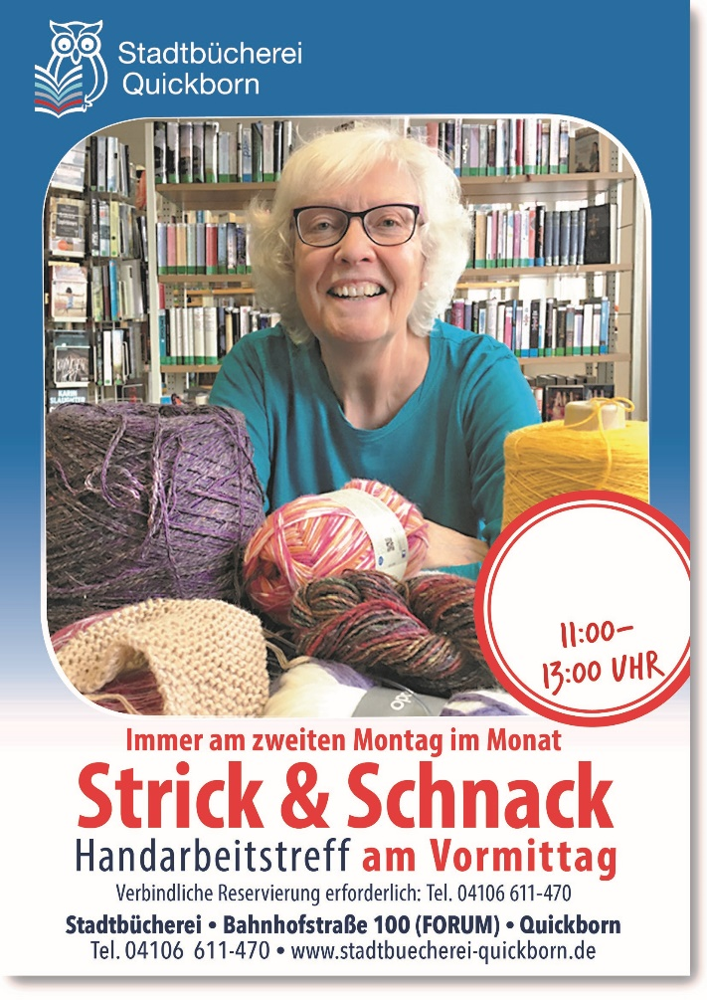 Stadtbücherei
Quickborn
KARIN
SLAUGHTER
11:00–
13:00 UHR
Immer am zweiten Montag im Monat
Strick & Schnack
Handarbeitstreff am Vormittag
Verbindliche Reservierung erforderlich: Tel. 04106 611-470
Stadtbücherei • Bahnhofstraße 100 (FORUM) • Quickborn
Tel. 04106 611-470 • www.stadtbuecherei-quickborn.de